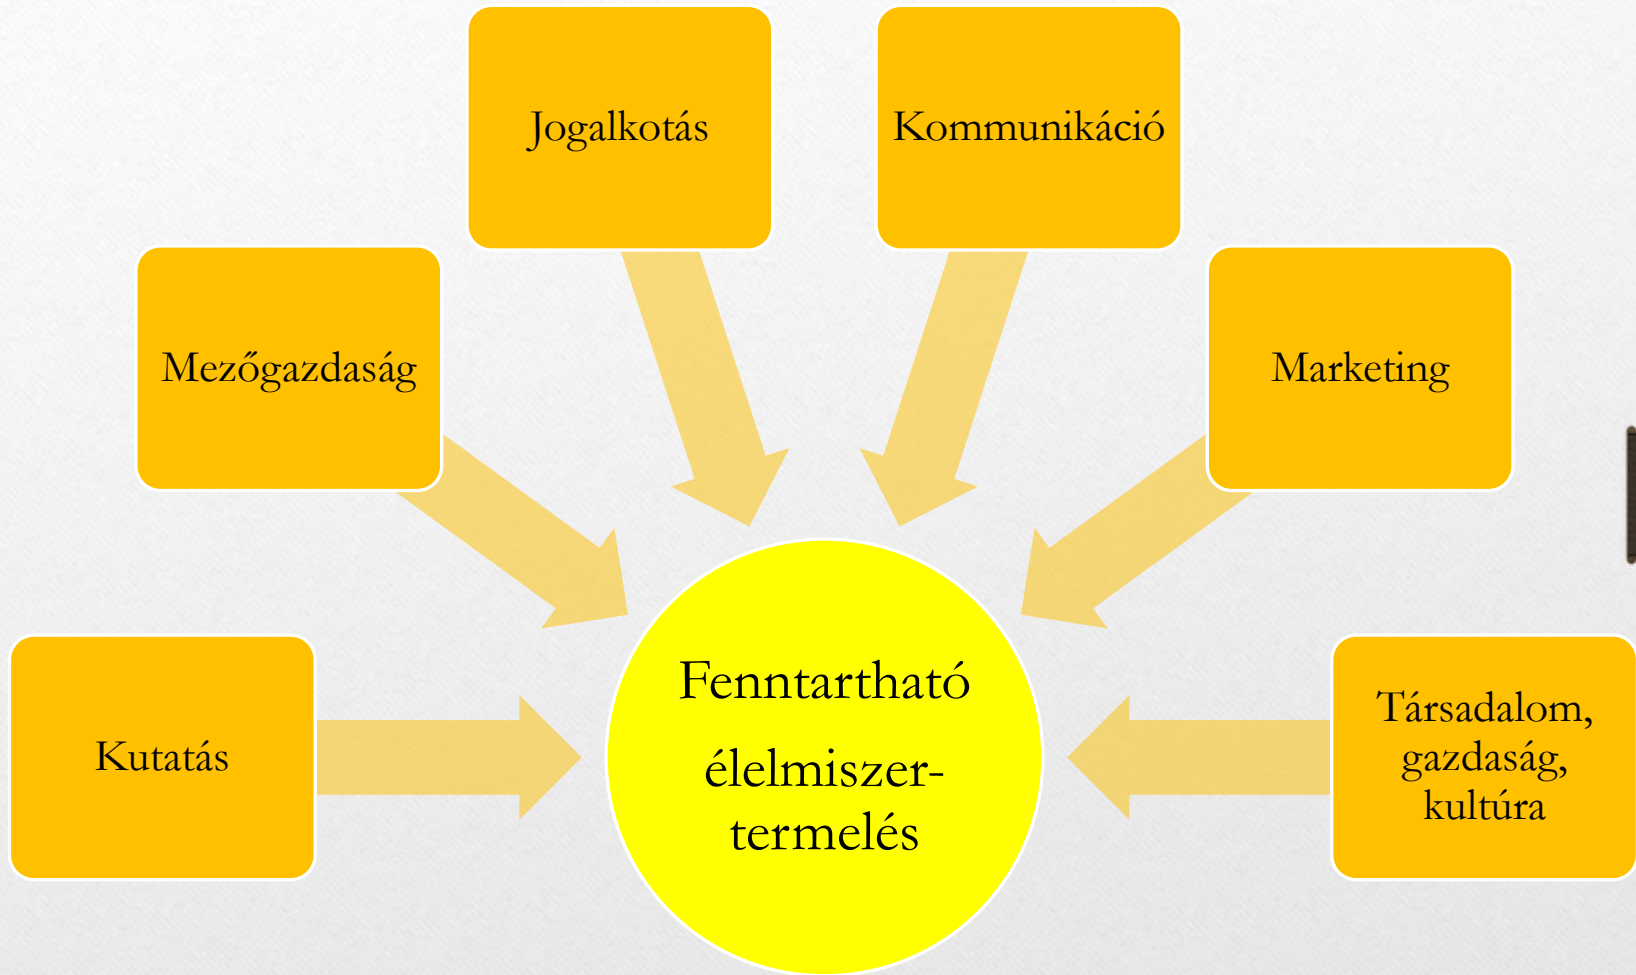 Jogalkotás
Kommunikáció
Mezőgazdaság
Marketing
Kutatás
Fenntartható
élelmiszer-
termelés
Társadalom,
gazdaság,
kultúra